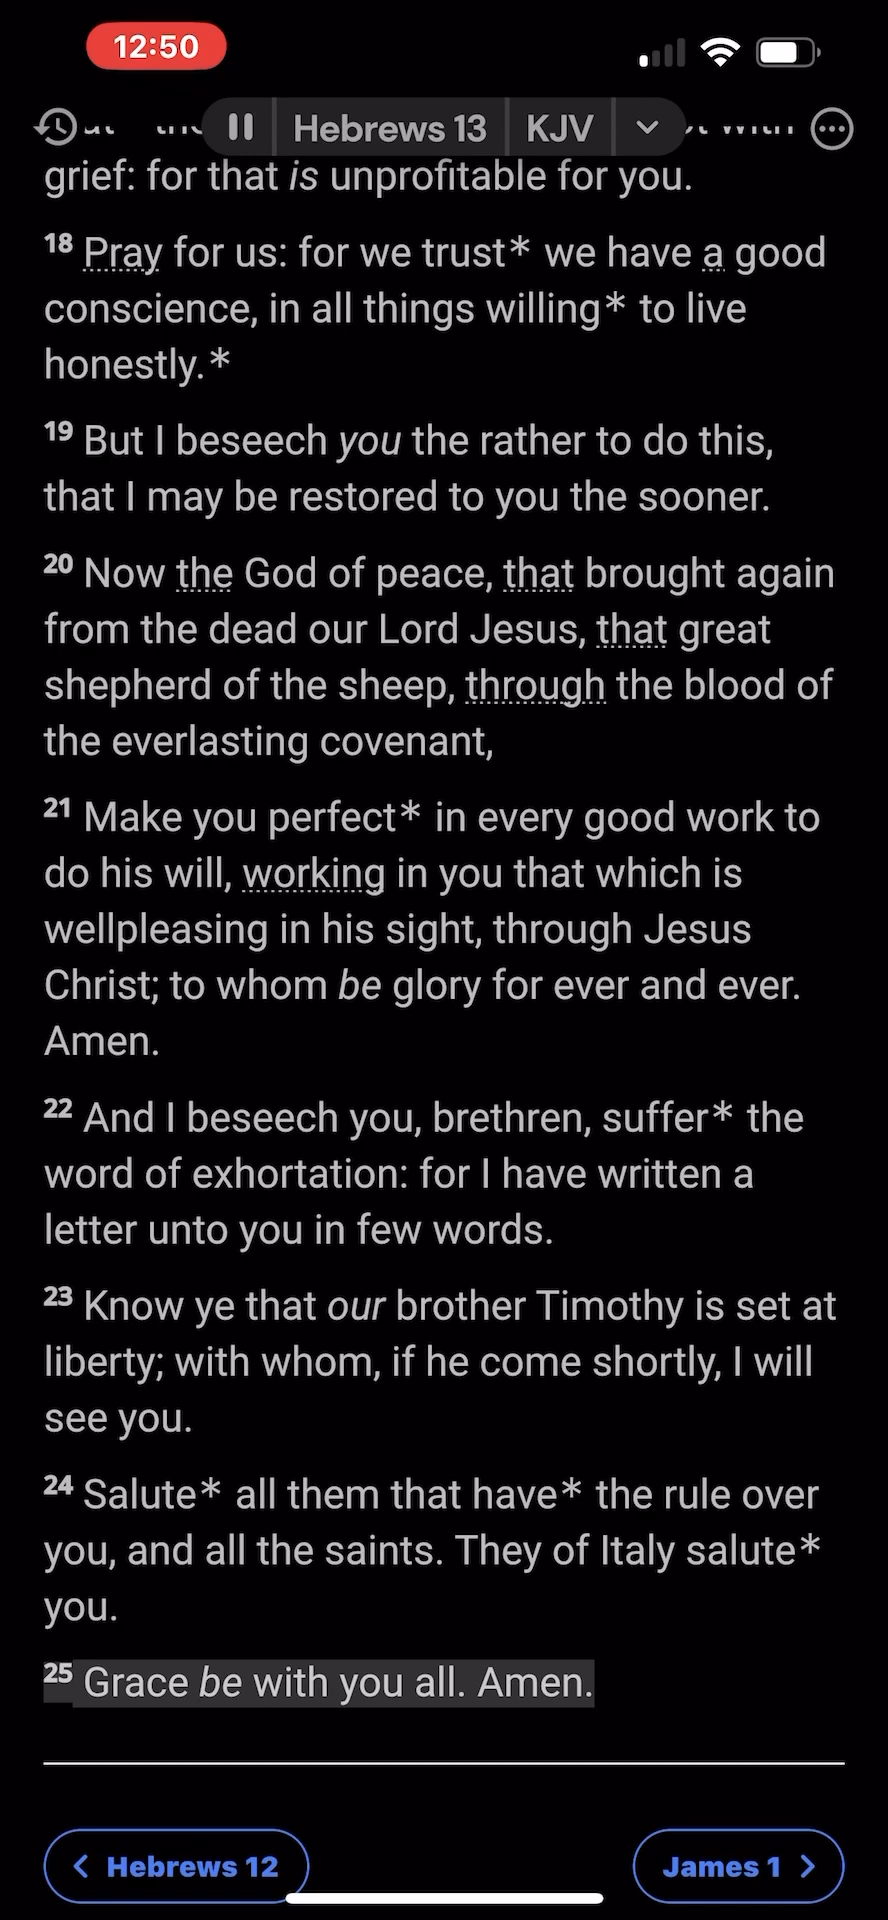 12:50
Hebrews 13 KJV
grief: for that is unprofitable for you.
18 Pray for us: for we trust* we have a good
conscience, in all things willing* to live
honestly.*
19 But I beseech you the rather to do this,
that I may be restored to you the sooner.
20 Now the God of peace, that brought again
from the dead our Lord Jesus, that great
shepherd of the sheep, through the blood of
the everlasting covenant,
21 Make you perfect* in every good work to
do his will, working in you that which is
wellpleasing in his sight, through Jesus
Christ; to whom be glory for ever and ever.
Amen.
22 And I beseech you, brethren, suffer* the
word of exhortation: for I have written a
letter unto you in few words.
23 Know ye that our brother Timothy is set at
liberty; with whom, if he come shortly, I will
see you.
24 Salute* all them that have* the rule over
you, and all the saints. They of Italy salute*
you.
25 Grace be with you all. Amen.
Hebrews 12
James 1